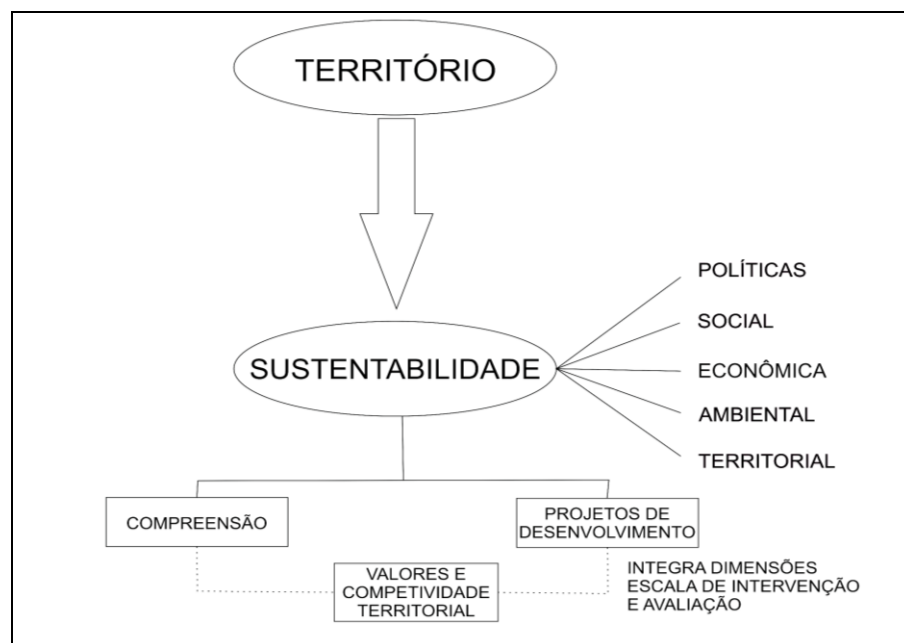 TERRITÓRIO
SUSTENTABILIDADE
POLÍTICAS
SOCIAL
ECONÔMICA
AMBIENTAL
TERRITORIAL
COMPREENSÃO
PROJETOS DE
DESENVOLVIMENTO
VALORES E
COMPETIVIDADE
TERRITORIAL
INTEGRA DIMENSÕES
ESCALA DE INTERVENÇÃO
E AVALIAÇÃO